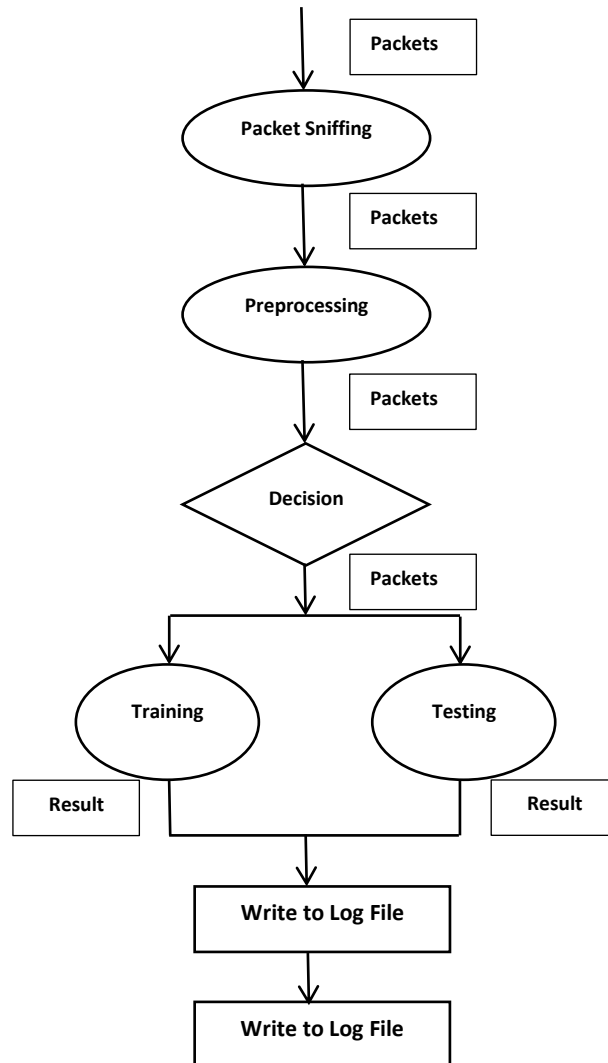 Packets
Packet Sniffing
Packets
Preprocessing
Packets
Decision
Packets
Training
Testing
Result
Result
Write to Log File
Write to Log File